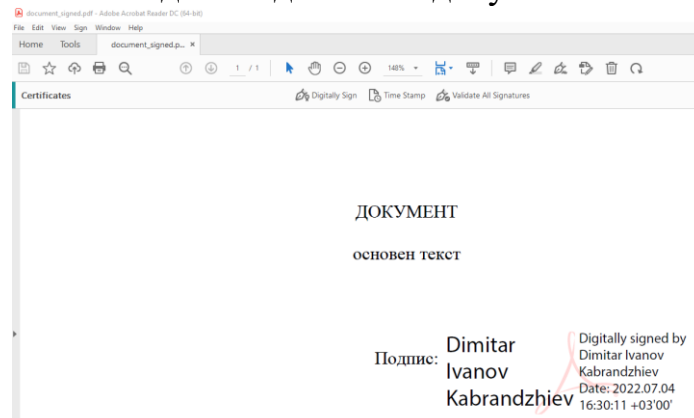 document_signed.pdf - Adobe Acrobat Reader DC (64-bit)
File Edit View Sign Window Help
Home Tools document_signed.p... ×
1 / 1 140%
Certificates Digitally Sign Time Stamp Validate All Signatures
ДОКУМЕНТ
основен текст
Подпис:
Dimitar
Ivanov
Kabrandzhiev
Digitally signed by
Dimitar Ivanov
Kabrandzhiev
Date: 2022.07.04
16:30:11 +03'00'